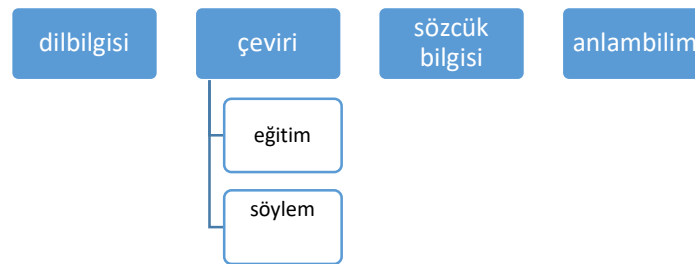 dilbilgisi
çeviri
sözcük
bilgisi
anlambilim
eğitim
söylem